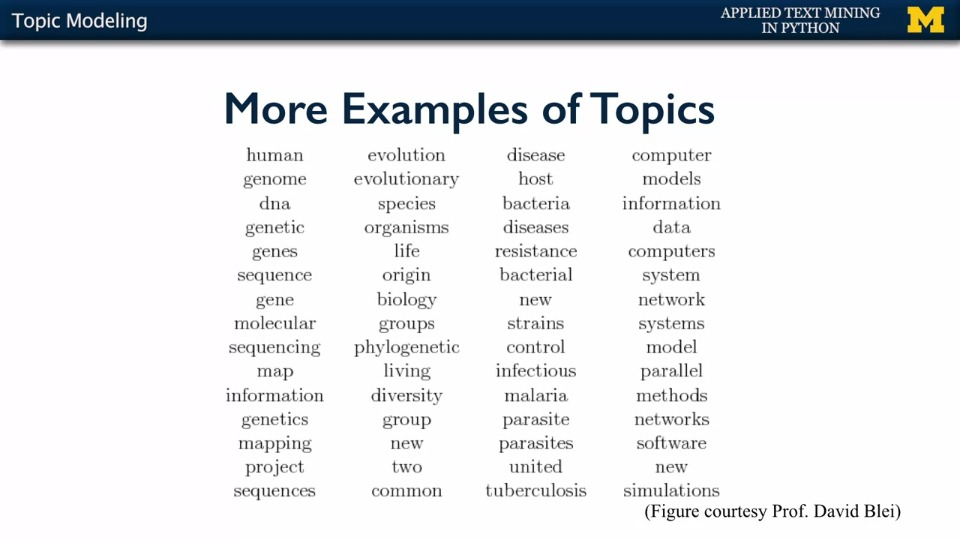 Topic Modeling
APPLIED TEXT MINING
IN PYTHON
M
More Examples of Topics
human evolution disease computer
genome evolutionary host models
dna species bacteria information
genetic organisms diseases data
genes life resistance computers
sequence origin bacterial system
gene biology new network
molecular groups strains systems
sequencing phylogenetic control model
map living infectious parallel
information diversity malaria methods
genetics group parasite networks
mapping new parasites software
project two united new
sequences common tuberculosis simulations
(Figure courtesy Prof. David Blei)